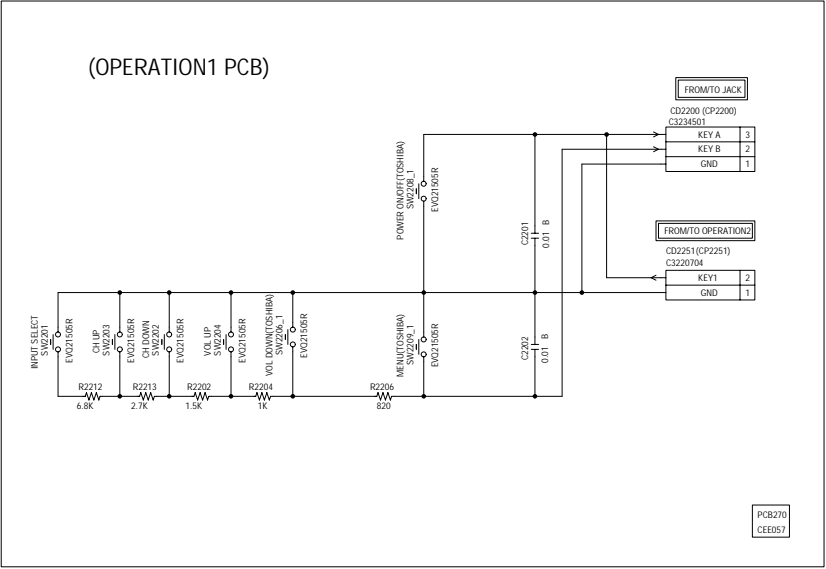 (OPERATION1 PCB)
FROM/TO JACK
CD2200 (CP2200)
C3234501
KEY A 3
KEY B 2
GND 1
POWER ON/OFF(TOSHIBA)
SW2208_1
EVQ21505R
C2201
0.01 B
FROM/TO OPERATION2
CD2251(CP2251)
C3220704
KEY1 2
GND 1
INPUT SELECT
SW2201
EVQ21505R
CH UP
SW2203
EVQ21505R
CH DOWN
SW2202
EVQ21505R
VOL UP
SW2204
EVQ21505R
VOL DOWN(TOSHIBA)
SW2206_1
EVQ21505R
MENU(TOSHIBA)
SW2209_1
EVQ21505R
C2202
0.01 B
R2212
6.8K
R2213
2.7K
R2202
1.5K
R2204
1K
R2206
820
PCB270
CEE057